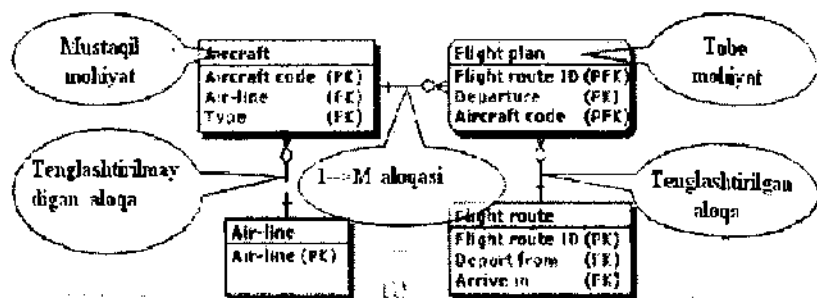 Mustaqil
mohiyat
Aircraft
Aircraft code (PK)
Air-line (FK)
Type (FK)
Flight plan
Flight route ID (PFK)
Departure (PK)
Aircraft code (PFK)
Tobe
mohiyat
Tenglashtirilmay
digan aloqa
1-->M aloqasi
Tenglashtirilgan
aloqa
Air-line
Air-line (PK)
Flight route
Flight route ID (PK)
Depart from (FK)
Arrive in (FK)